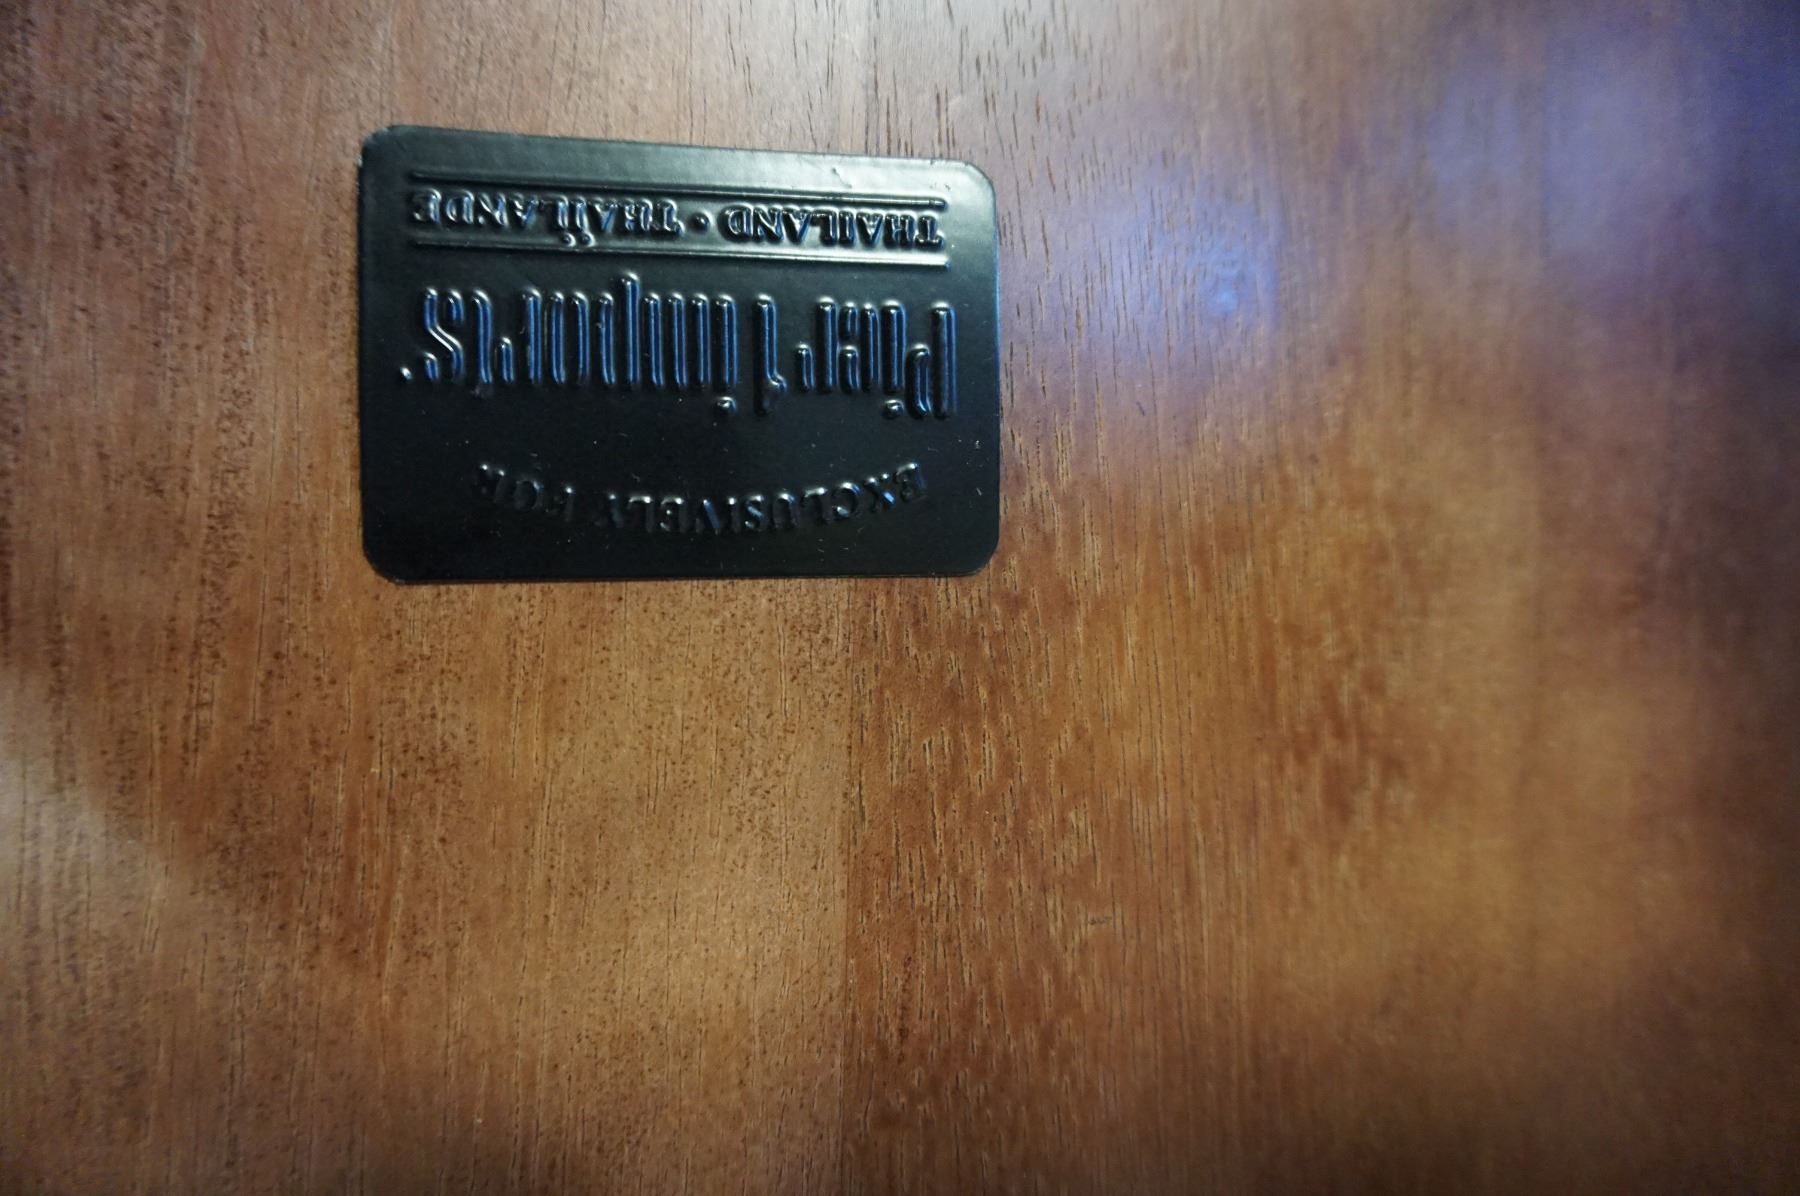 EXCLUSIVELY FOR
Pier 1 imports
THAILAND • THAÏLANDE